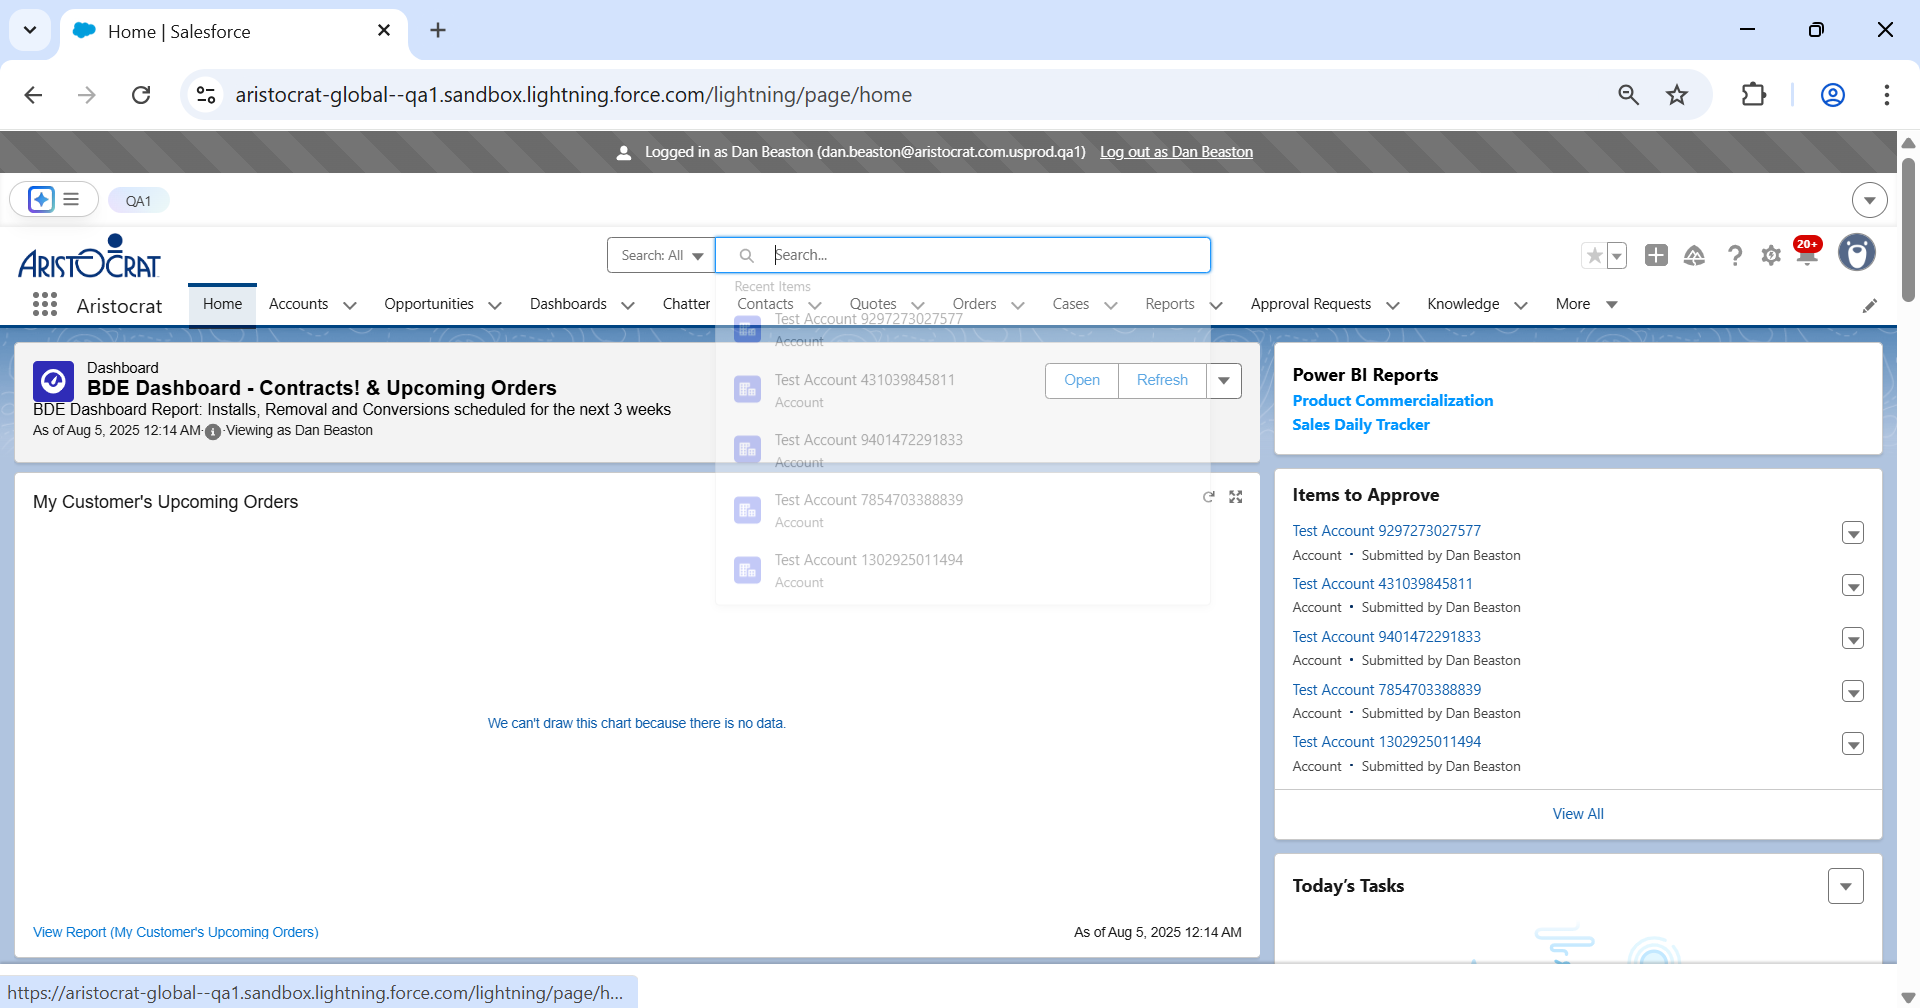 Home | Salesforce
aristocrat-global--qa1.sandbox.lightning.force.com/lightning/page/home
Logged in as Dan Beaston (dan.beaston@aristocrat.com.usprod.qa1) Log out as Dan Beaston
QA1
ARISTOCRAT
Search: All
Search...
20+
Aristocrat
Home
Accounts
Opportunities
Dashboards
Chatter
Contacts
Quotes
Orders
Cases
Reports
Approval Requests
Knowledge
More
Recent Items
Test Account 9297273027577
Account
Test Account 431039845811
Account
Test Account 9401472291833
Account
Test Account 7854703388839
Account
Test Account 1302925011494
Account
Dashboard
BDE Dashboard - Contracts! & Upcoming Orders
BDE Dashboard Report: Installs, Removal and Conversions scheduled for the next 3 weeks
As of Aug 5, 2025 12:14 AM·Viewing as Dan Beaston
Open
Refresh
My Customer's Upcoming Orders
We can't draw this chart because there is no data.
View Report (My Customer's Upcoming Orders)
As of Aug 5, 2025 12:14 AM
Power BI Reports
Product Commercialization
Sales Daily Tracker
Items to Approve
Test Account 9297273027577
Account • Submitted by Dan Beaston
Test Account 431039845811
Account • Submitted by Dan Beaston
Test Account 9401472291833
Account • Submitted by Dan Beaston
Test Account 7854703388839
Account • Submitted by Dan Beaston
Test Account 1302925011494
Account • Submitted by Dan Beaston
View All
Today's Tasks
https://aristocrat-global--qa1.sandbox.lightning.force.com/lightning/page/h...